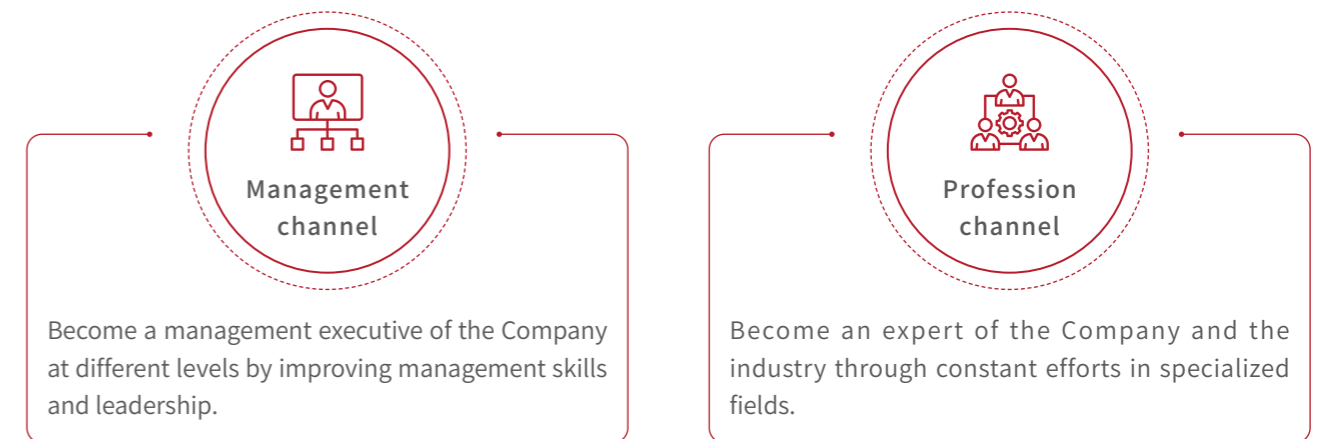 Management
channel
Become a management executive of the Company
at different levels by improving management skills
and leadership.
Profession
channel
Become an expert of the Company and the
industry through constant efforts in specialized
fields.